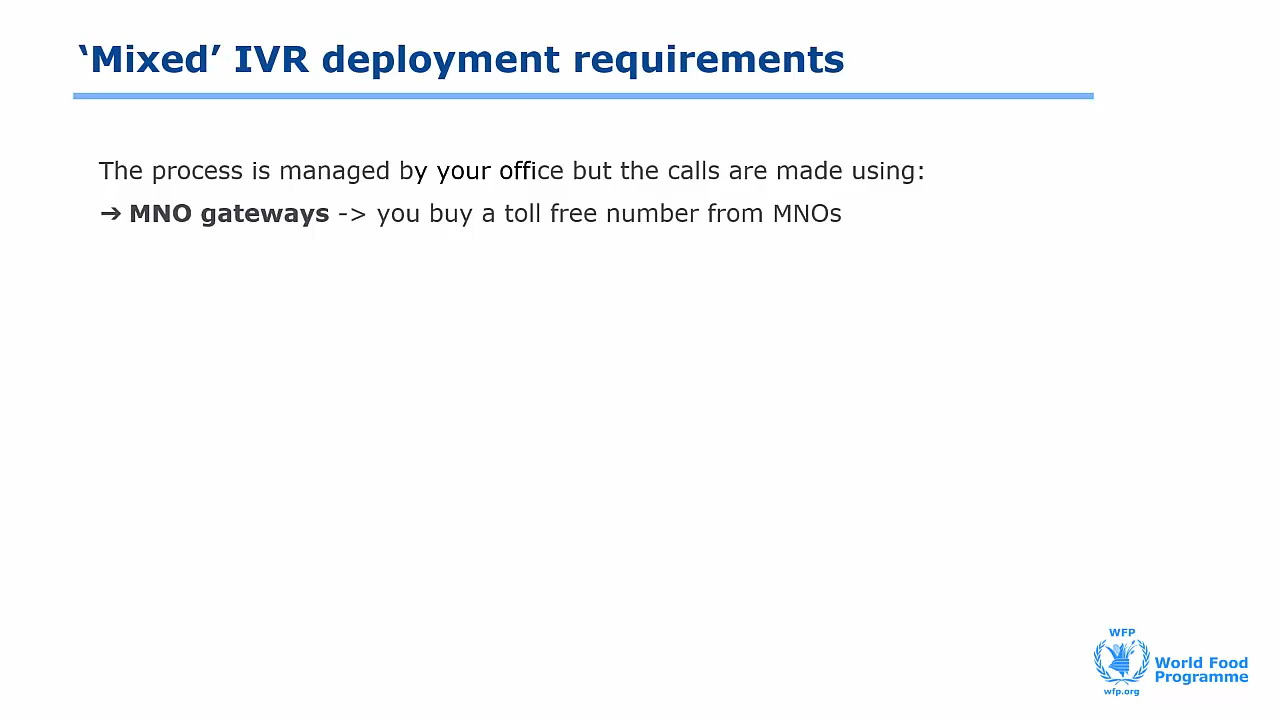 ‘Mixed’ IVR deployment requirements
The process is managed by your office but the calls are made using:
➔ MNO gateways -> you buy a toll free number from MNOs
WFP
World Food
Programme
wfp.org